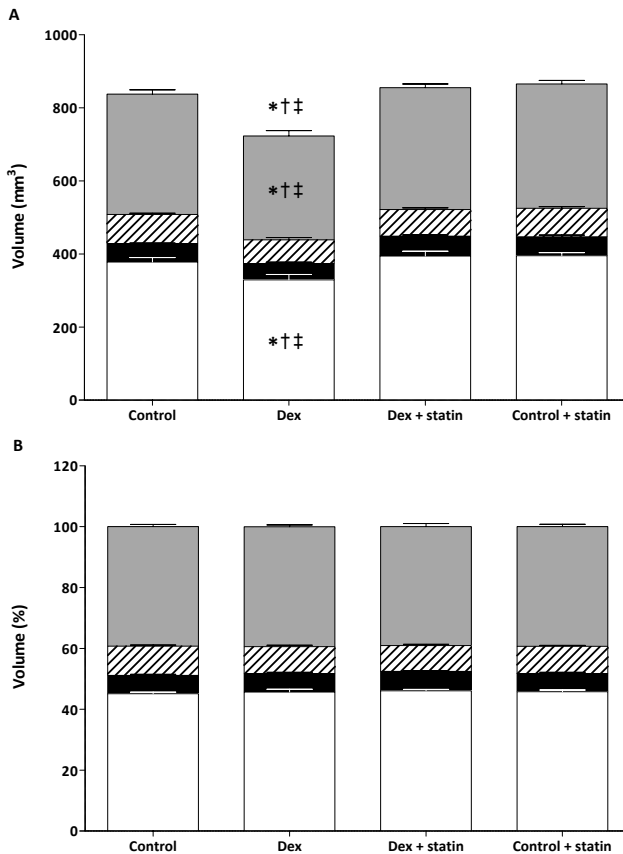 A
1000
800
600
400
200
0
Volume (mm³)
*†‡
*†‡
*†‡
Control Dex Dex + statin Control + statin
B
120
100
80
60
40
20
0
Volume (%)
Control Dex Dex + statin Control + statin